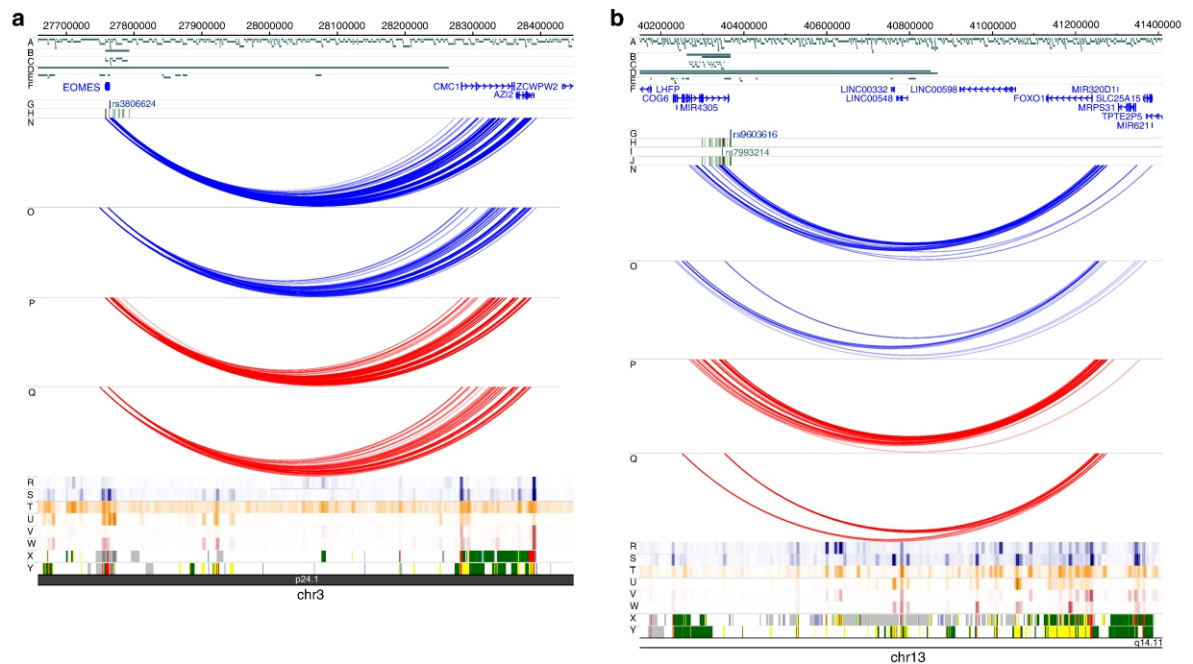 a
27700000 27800000 27900000 28000000 28100000 28200000 28300000 28400000
A
B
C
D
E
F
EOMES CMC1 ZCWPW2
AZI2
G
rs3806624
H
N
O
P
Q
R
S
T
U
V
W
X
Y
p24.1
chr3
b
40200000 40400000 40600000 40800000 41000000 41200000 41400000
A
B
C
D
E
F LHFP LINC00332 LINC00598 MIR320D1
COG6 LINC00548 FOXO1 SLC25A15
MIR4305 MRPS31
TPTE2P5
MIR621
G
rs9603616
H
I
rs7993214
J
N
O
P
Q
R
S
T
U
V
W
X
Y
q14.11
chr13